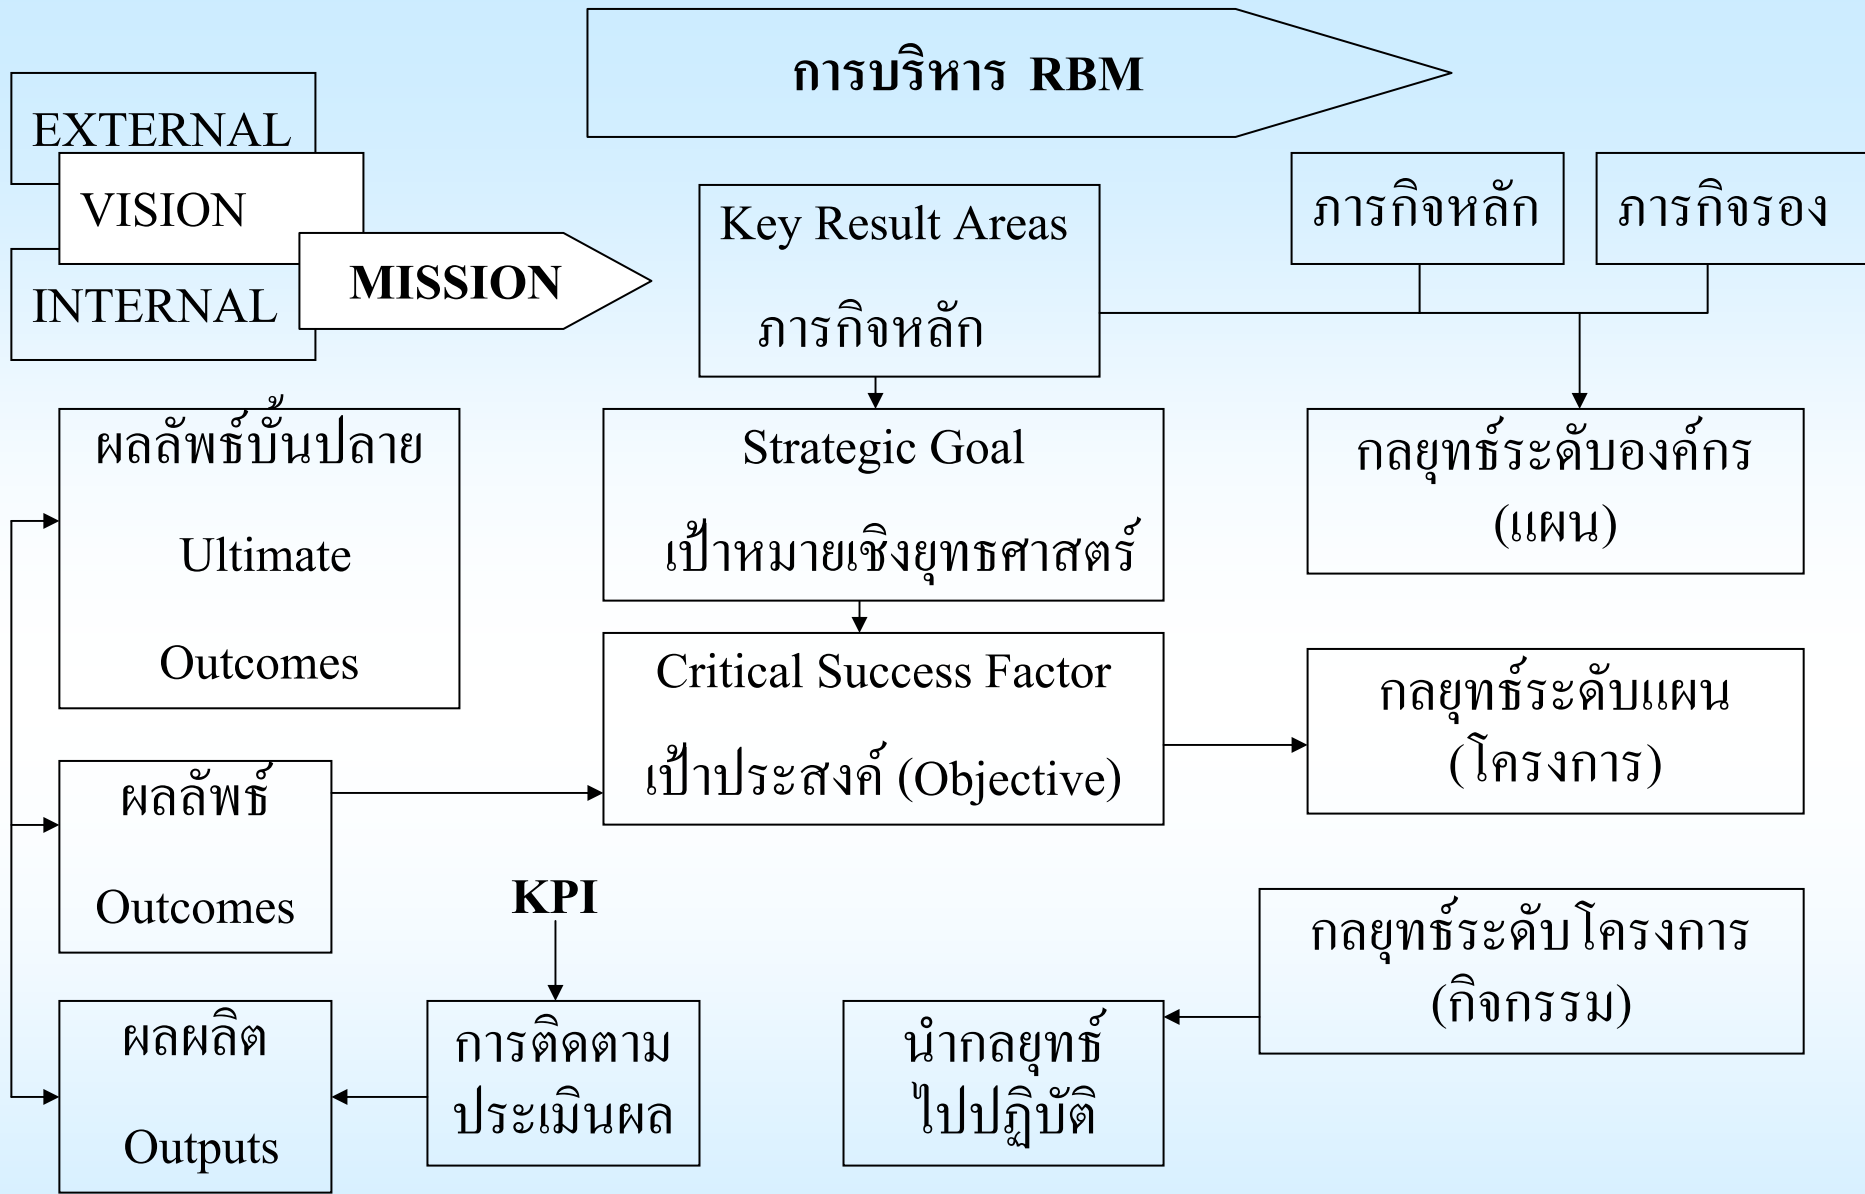 การบริหาร RBM
EXTERNAL
VISION
INTERNAL
MISSION
Key Result Areas
ภารกิจหลัก
ภารกิจหลัก
ภารกิจรอง
ผลลัพธ์บั้นปลาย
Ultimate
Outcomes
Strategic Goal
เป้าหมายเชิงยุทธศาสตร์
กลยุทธ์ระดับองค์กร
(แผน)
Critical Success Factor
เป้าประสงค์ (Objective)
กลยุทธ์ระดับแผน
(โครงการ)
ผลลัพธ์
Outcomes
KPI
กลยุทธ์ระดับโครงการ
(กิจกรรม)
ผลผลิต
Outputs
การติดตาม
ประเมินผล
นำกลยุทธ์
ไปปฏิบัติ